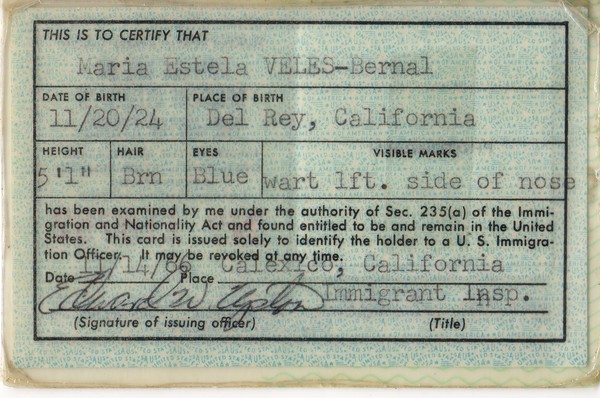 THIS IS TO CERTIFY THAT
Maria Estela VELES-Bernal
DATE OF BIRTH PLACE OF BIRTH
11/20/24 Del Rey, California
HEIGHT HAIR EYES VISIBLE MARKS
5'1" Brn Blue wart lft. side of nose
has been examined by me under the authority of Sec. 235(a) of the Immi-
gration and Nationality Act and found entitled to be and remain in the United
States. This card is issued solely to identify the holder to a U. S. Immigra-
tion Officer. It may be revoked at any time.
Date /14/66 Place Calexico, California
Edward W Upton Immigrant Insp.
(Signature of issuing officer) (Title)